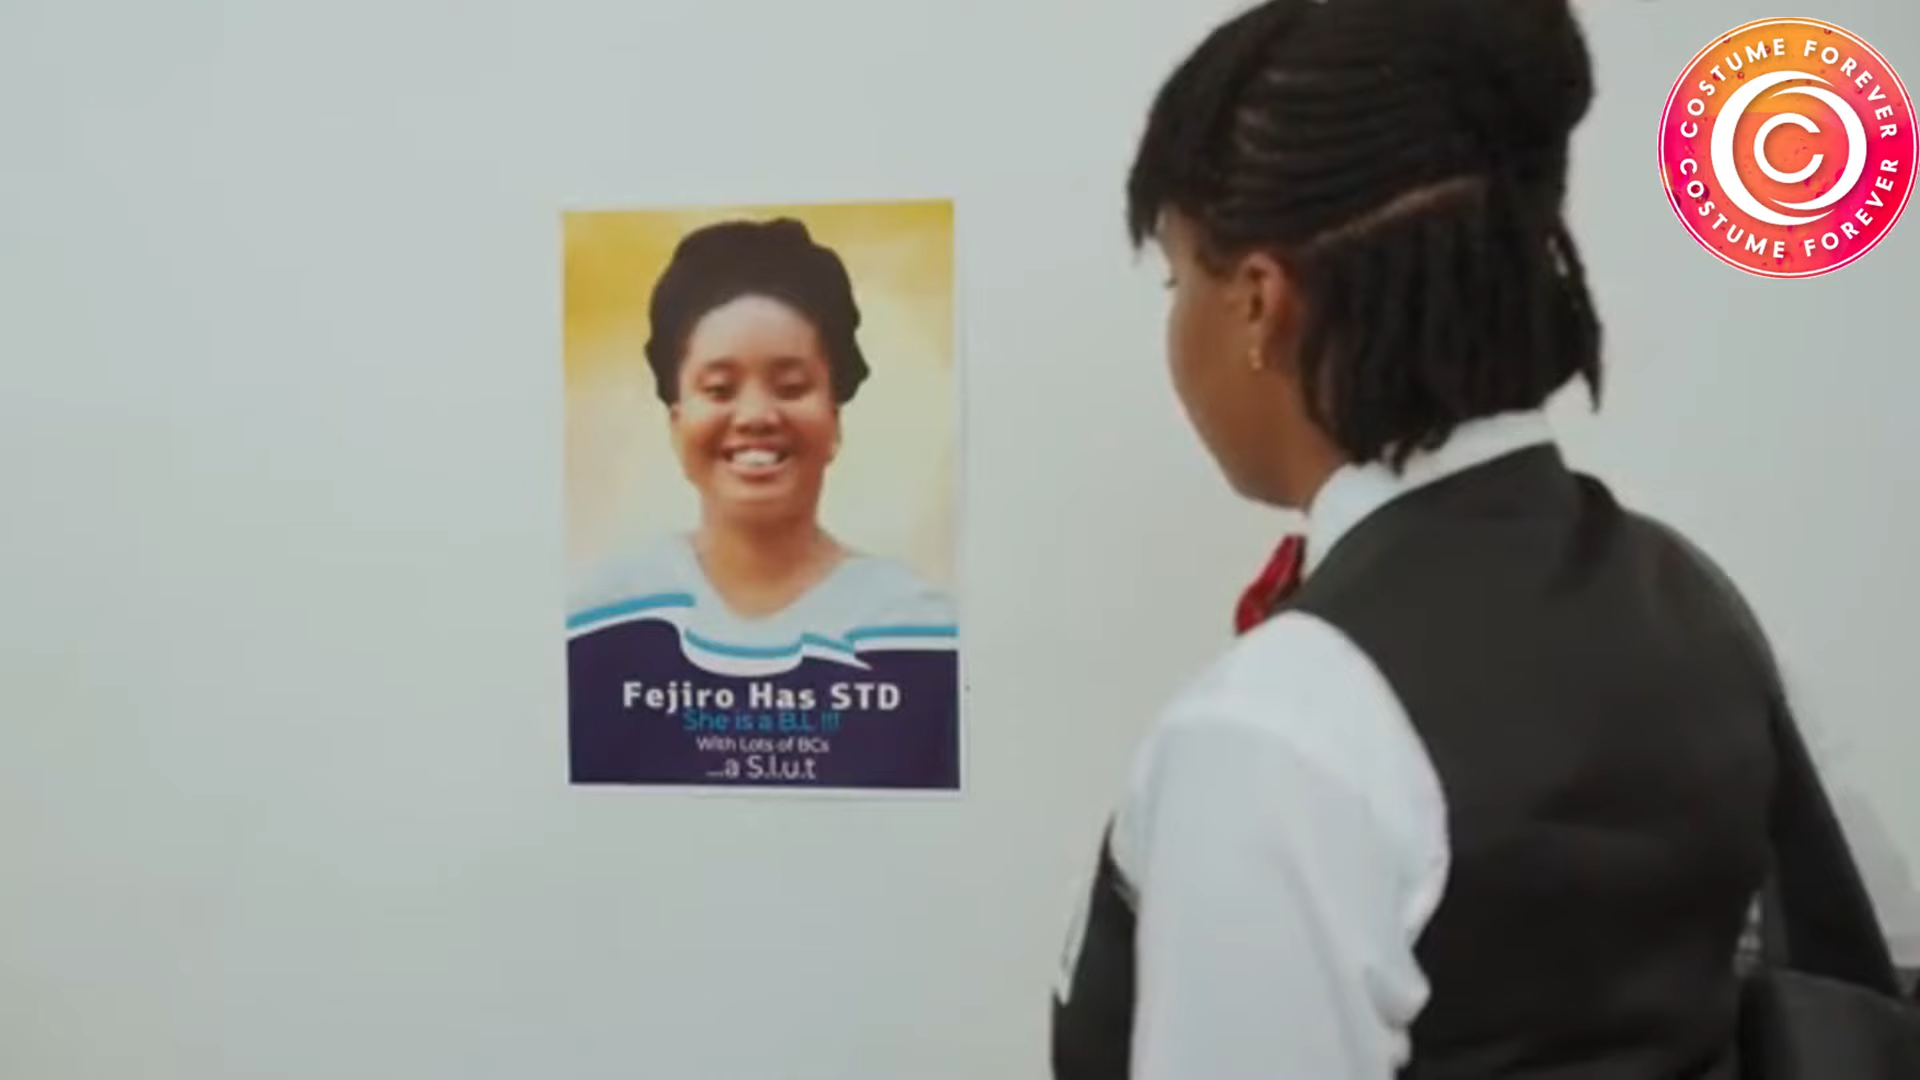 COSTUME FOREVER
COSTUME FOREVER
C
Fejiro Has STD
She is a B.L !!!
With Lots of BCs
...a S.l.u.t